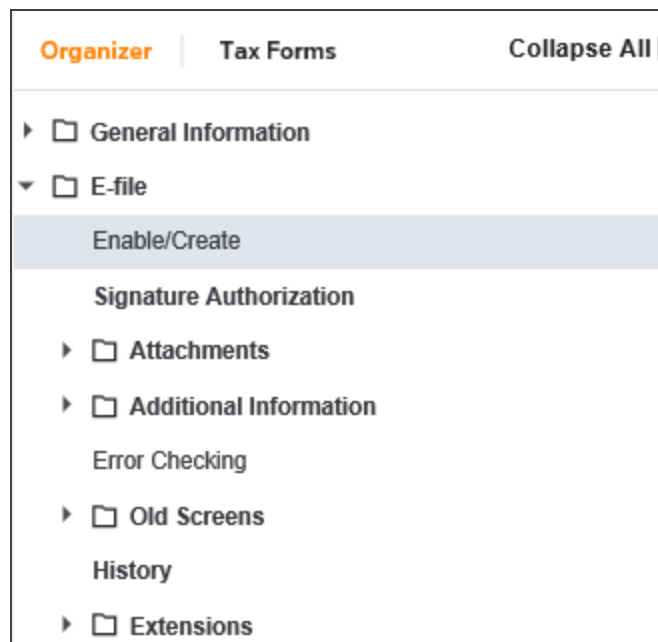 Organizer Tax Forms Collapse All
General Information
E-file
Enable/Create
Signature Authorization
Attachments
Additional Information
Error Checking
Old Screens
History
Extensions